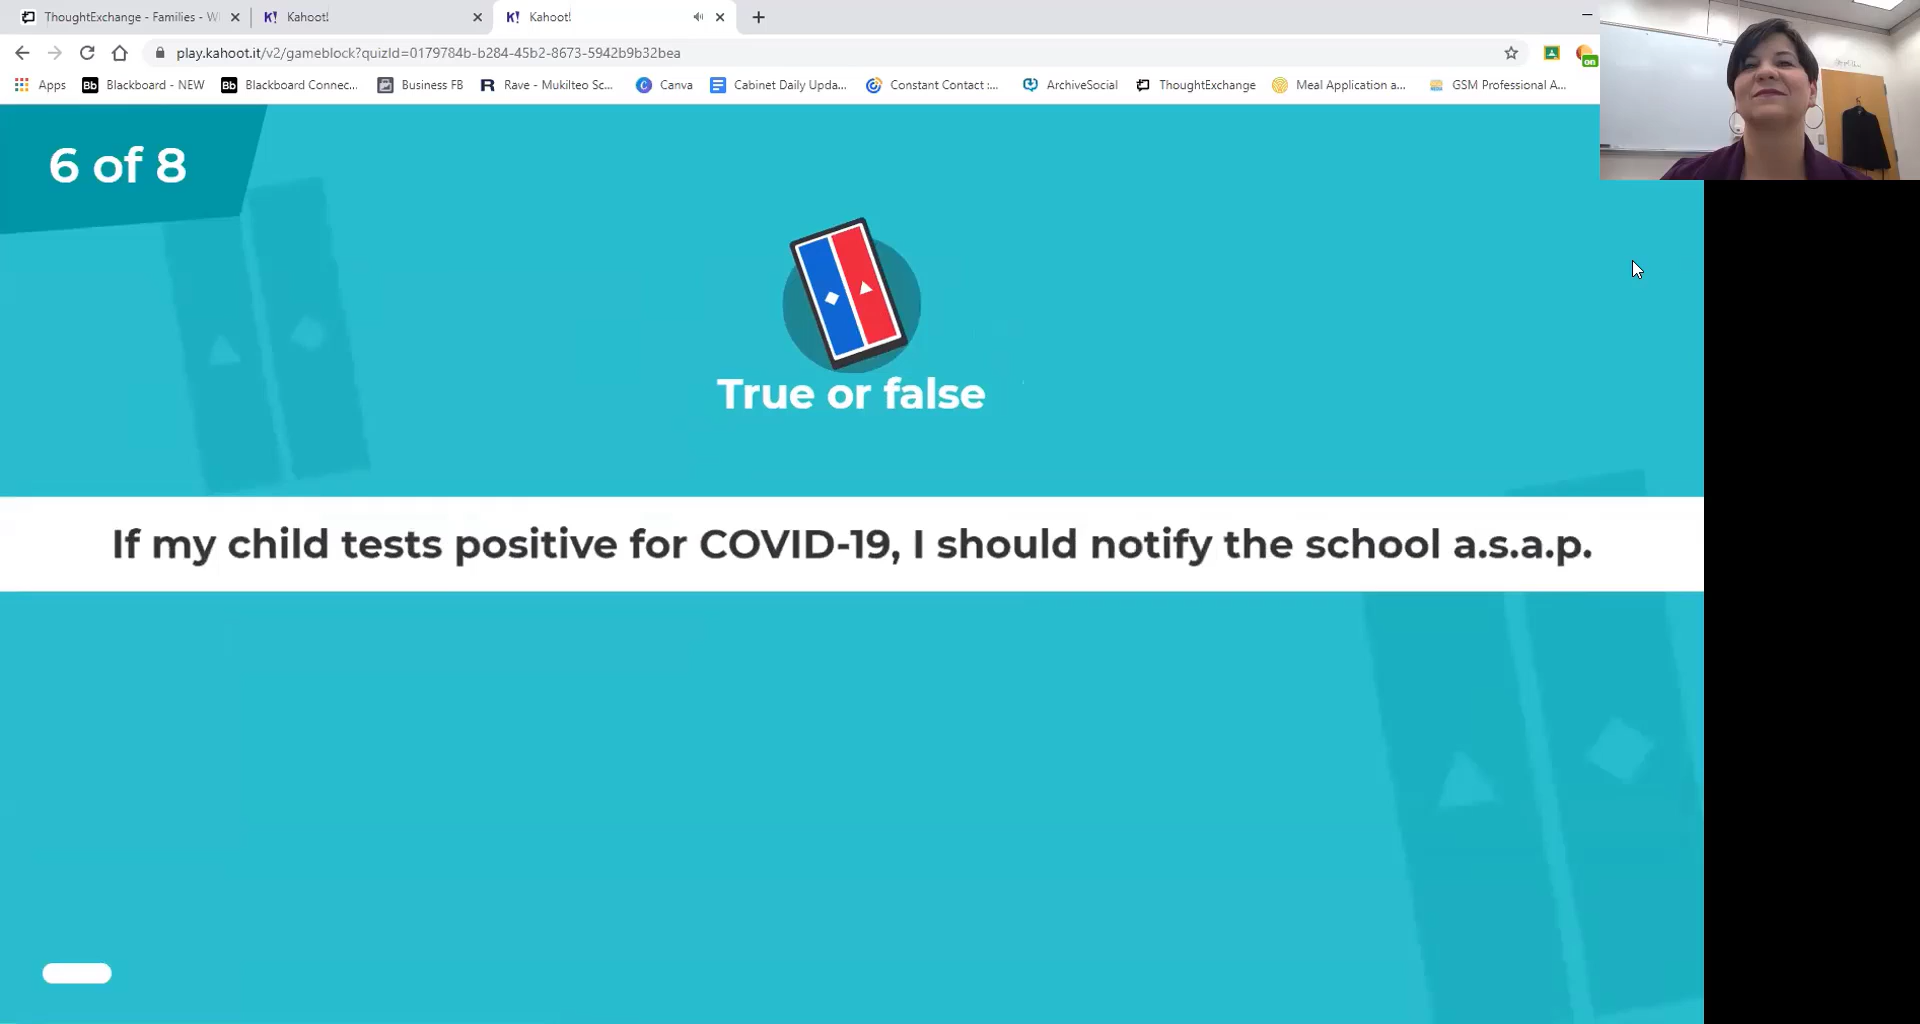 ThoughtExchange - Families - W
Kahoot!
Kahoot!
play.kahoot.it/v2/gameblock?quizId=0179784b-b284-45b2-8673-5942b9b32bea
on
Apps
Blackboard - NEW
Blackboard Connec...
Business FB
Rave - Mukilteo Sc...
Canva
Cabinet Daily Upda...
Constant Contact :...
ArchiveSocial
ThoughtExchange
Meal Application a...
GSM Professional A...
6 of 8
True or false
If my child tests positive for COVID-19, I should notify the school a.s.a.p.